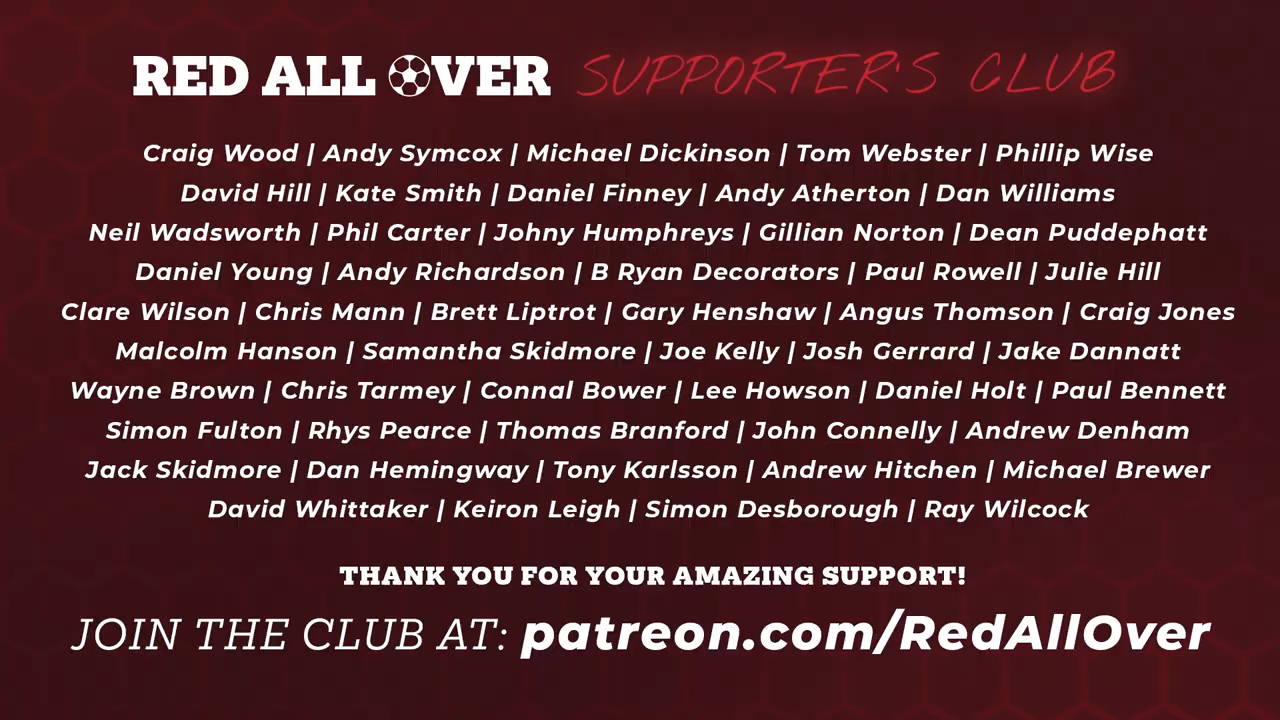 RED ALL OVER SUPPORTER'S CLUB
Craig Wood | Andy Symcox | Michael Dickinson | Tom Webster | Phillip Wise
David Hill | Kate Smith | Daniel Finney | Andy Atherton | Dan Williams
Neil Wadsworth | Phil Carter | Johny Humphreys | Gillian Norton | Dean Puddephatt
Daniel Young | Andy Richardson | B Ryan Decorators | Paul Rowell | Julie Hill
Clare Wilson | Chris Mann | Brett Liptrot | Gary Henshaw | Angus Thomson | Craig Jones
Malcolm Hanson | Samantha Skidmore | Joe Kelly | Josh Gerrard | Jake Dannatt
Wayne Brown | Chris Tarmey | Connal Bower | Lee Howson | Daniel Holt | Paul Bennett
Simon Fulton | Rhys Pearce | Thomas Branford | John Connelly | Andrew Denham
Jack Skidmore | Dan Hemingway | Tony Karlsson | Andrew Hitchen | Michael Brewer
David Whittaker | Keiron Leigh | Simon Desborough | Ray Wilcock
THANK YOU FOR YOUR AMAZING SUPPORT!
JOIN THE CLUB AT: patreon.com/RedAllOver